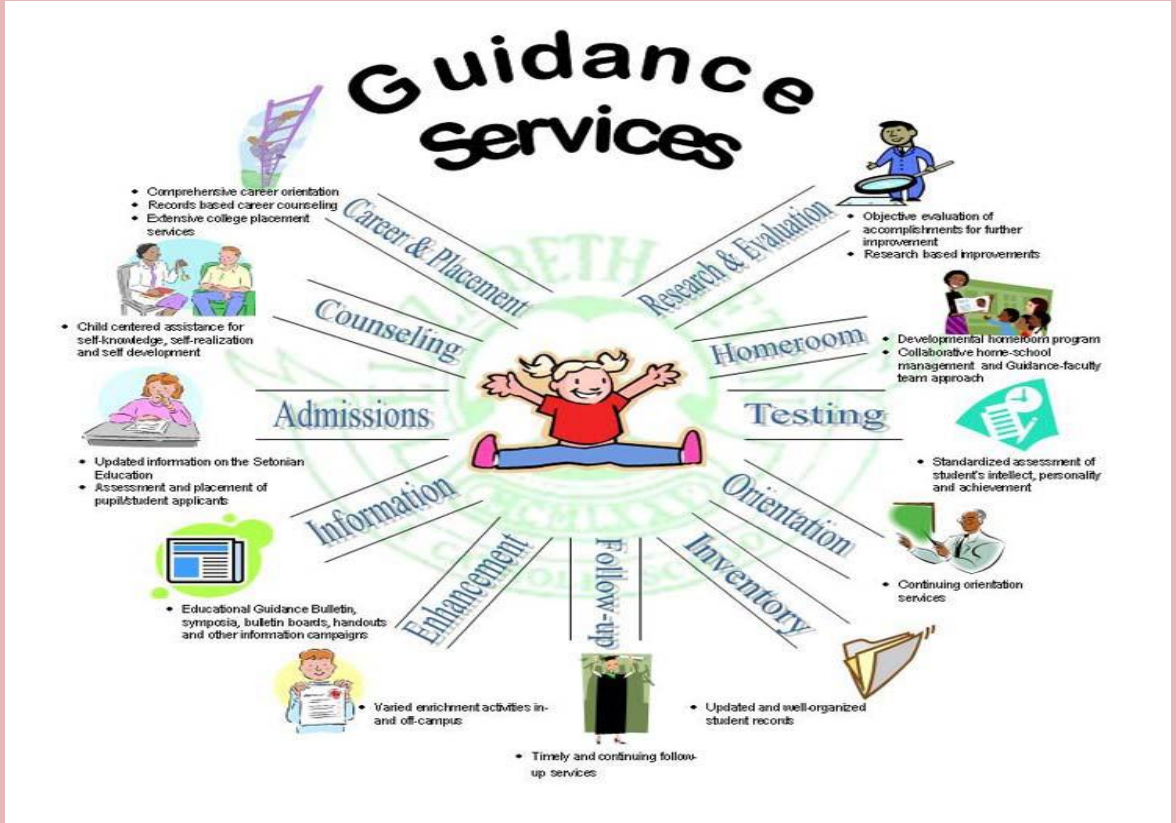 Guidance
Services
Comprehensive career orientation
Records based career counseling
Extensive college placement
services
Career & Placement
Child centered assistance for
self-knowledge, self-realization
and self development
Counseling
Updated information on the Setonian
Education
Assessment and placement of
pupil/student applicants
Admissions
Educational Guidance Bulletin,
symposia, bulletin boards, handouts
and other information campaigns
Information
Varied enrichment activities in-
and off-campus
Enhancement
Timely and continuing follow-
up services
Follow-up
Updated and well-organized
student records
Inventory
Continuing orientation
services
Orientation
Standardized assessment of
student's intellect, personality
and achievement
Testing
Developmental homeroom program
Collaborative home-school
management and Guidance-faculty
team approach
Homeroom
Objective evaluation of
accomplishments for further
improvement
Research based improvements
Research & Evaluation